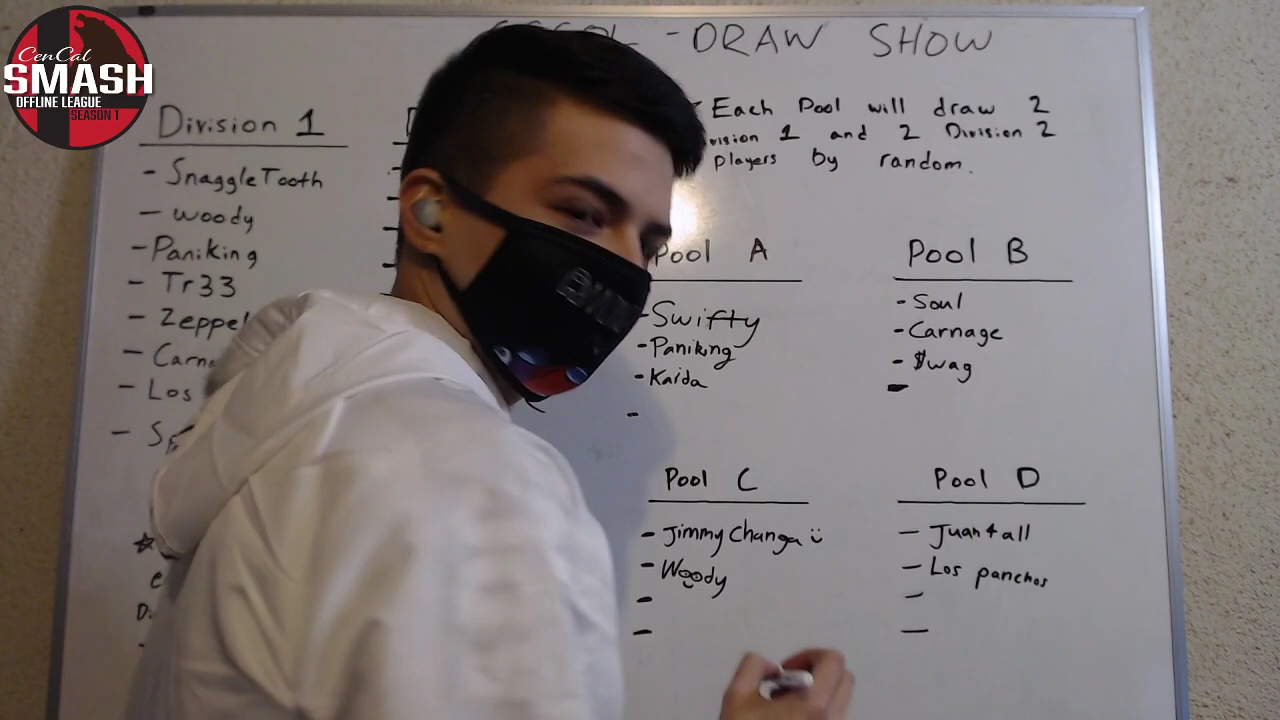 CenCal
SMASH
OFFLINE LEAGUE
SEASON 1
-DRAW SHOW
Division 1
- SnaggleTooth
- woody
- Paniking
- Tr33
- Zeppel
- Carna
- Los
Each Pool will draw 2
vision 1 and 2 Division 2
players by random.
Pool A
- Swifty
- Paniking
- Kaida
-
Pool B
- Soul
- Carnage
- $wag
-
Pool C
- Jimmy Changa
- Woody
-
-
Pool D
- Juan4all
- Los panchos
-
-